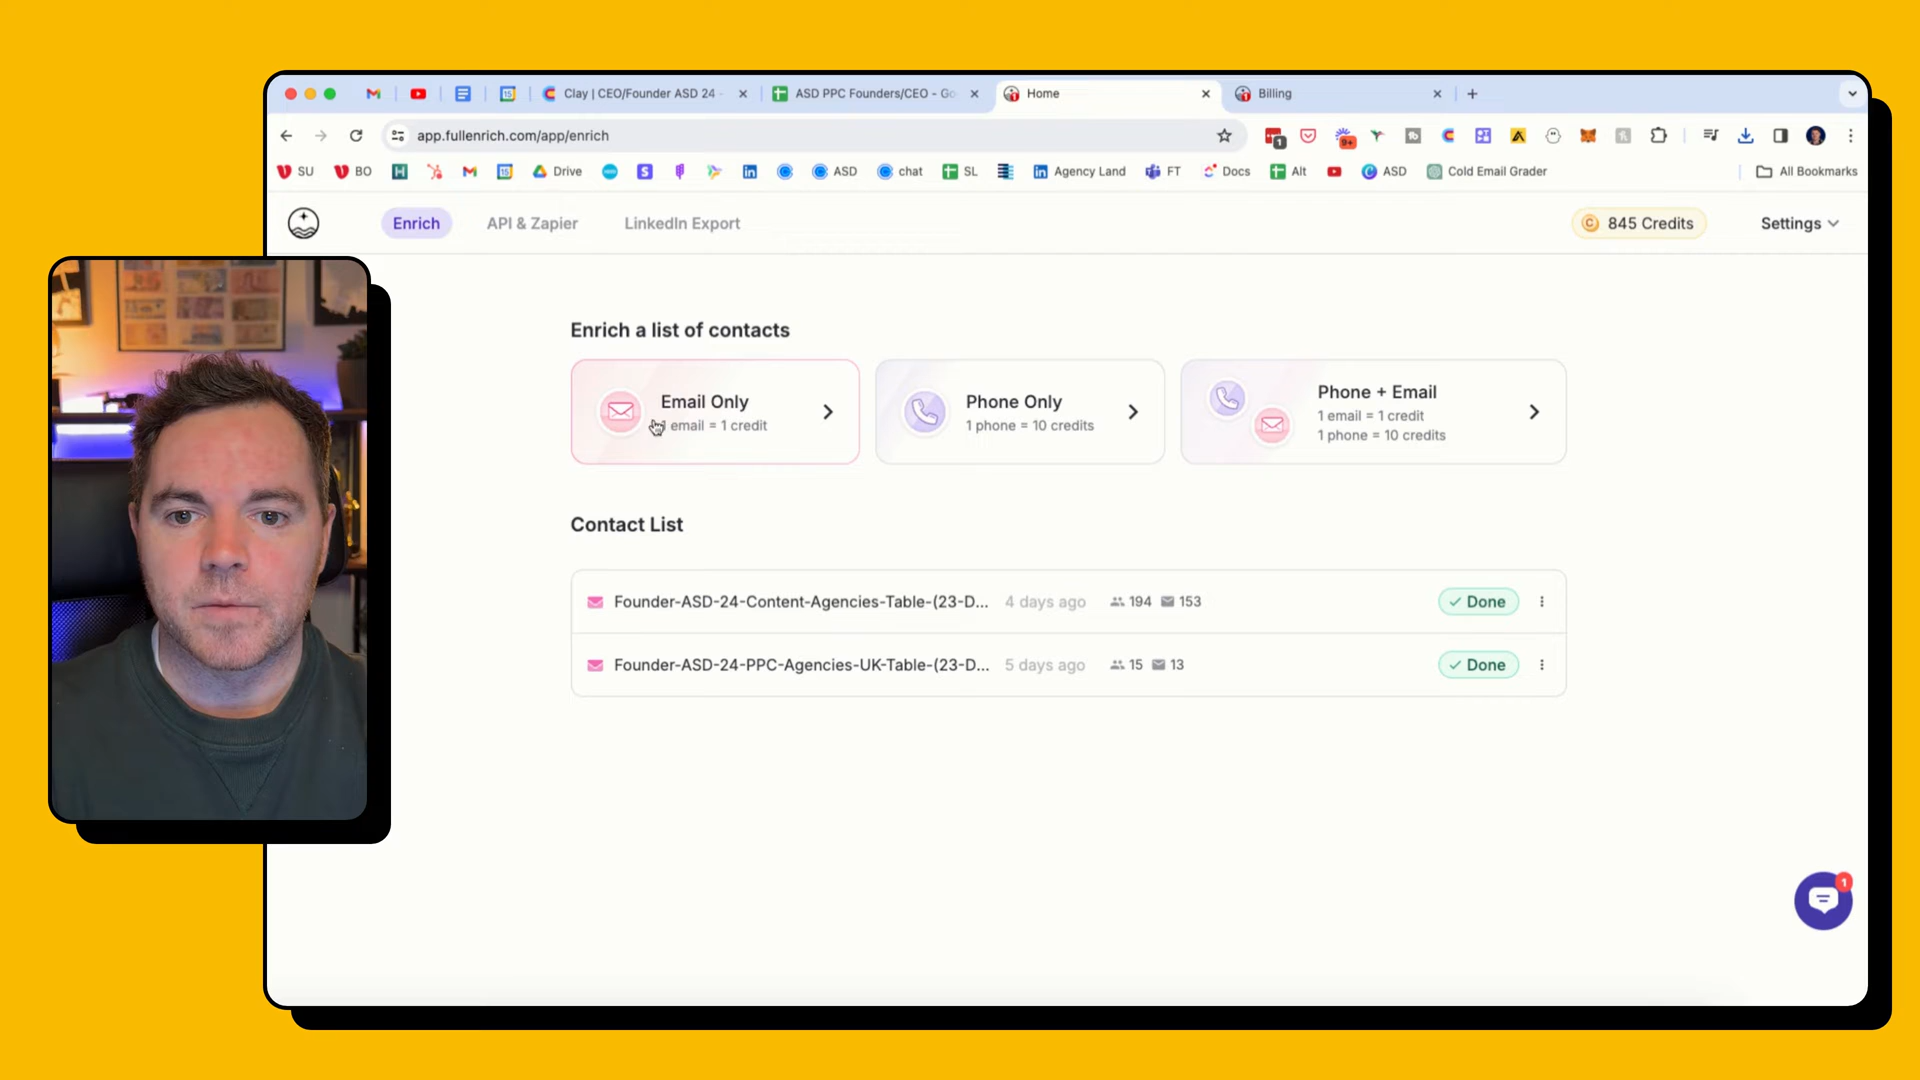 Clay | CEO/Founder ASD 24 -
ASD PPC Founders/CEO - Go
Home
Billing
app.fullenrich.com/app/enrich
1
9+
SU
BO
Drive
ASD
chat
SL
Agency Land
FT
Docs
Alt
ASD
Cold Email Grader
All Bookmarks
Enrich
API & Zapier
LinkedIn Export
845 Credits
Settings
Enrich a list of contacts
Email Only
email = 1 credit
Phone Only
1 phone = 10 credits
Phone + Email
1 email = 1 credit
1 phone = 10 credits
Contact List
Founder-ASD-24-Content-Agencies-Table-(23-D... 4 days ago 194 153 Done
Founder-ASD-24-PPC-Agencies-UK-Table-(23-D... 5 days ago 15 13 Done
1